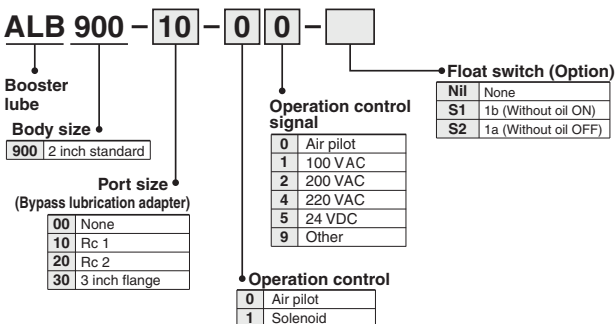 ALB 900 – 10 – 0 0 –
Booster
lube
Body size
900 2 inch standard
Port size
(Bypass lubrication adapter)
00 None
10 Rc 1
20 Rc 2
30 3 inch flange
Operation control
0 Air pilot
1 Solenoid
Operation control
signal
0 Air pilot
1 100 VAC
2 200 VAC
4 220 VAC
5 24 VDC
9 Other
Float switch (Option)
Nil None
S1 1b (Without oil ON)
S2 1a (Without oil OFF)